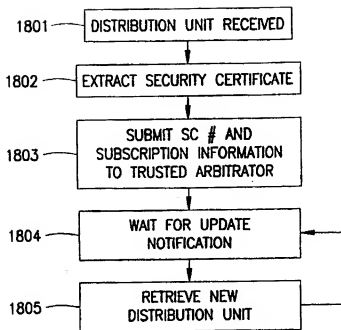 1801 DISTRIBUTION UNIT RECEIVED
1802 EXTRACT SECURITY CERTIFICATE
SUBMIT SC # AND
1803 SUBSCRIPTION INFORMATION
TO TRUSTED ARBITRATOR
1804 WAIT FOR UPDATE
NOTIFICATION
1805 RETRIEVE NEW
DISTRIBUTION UNIT